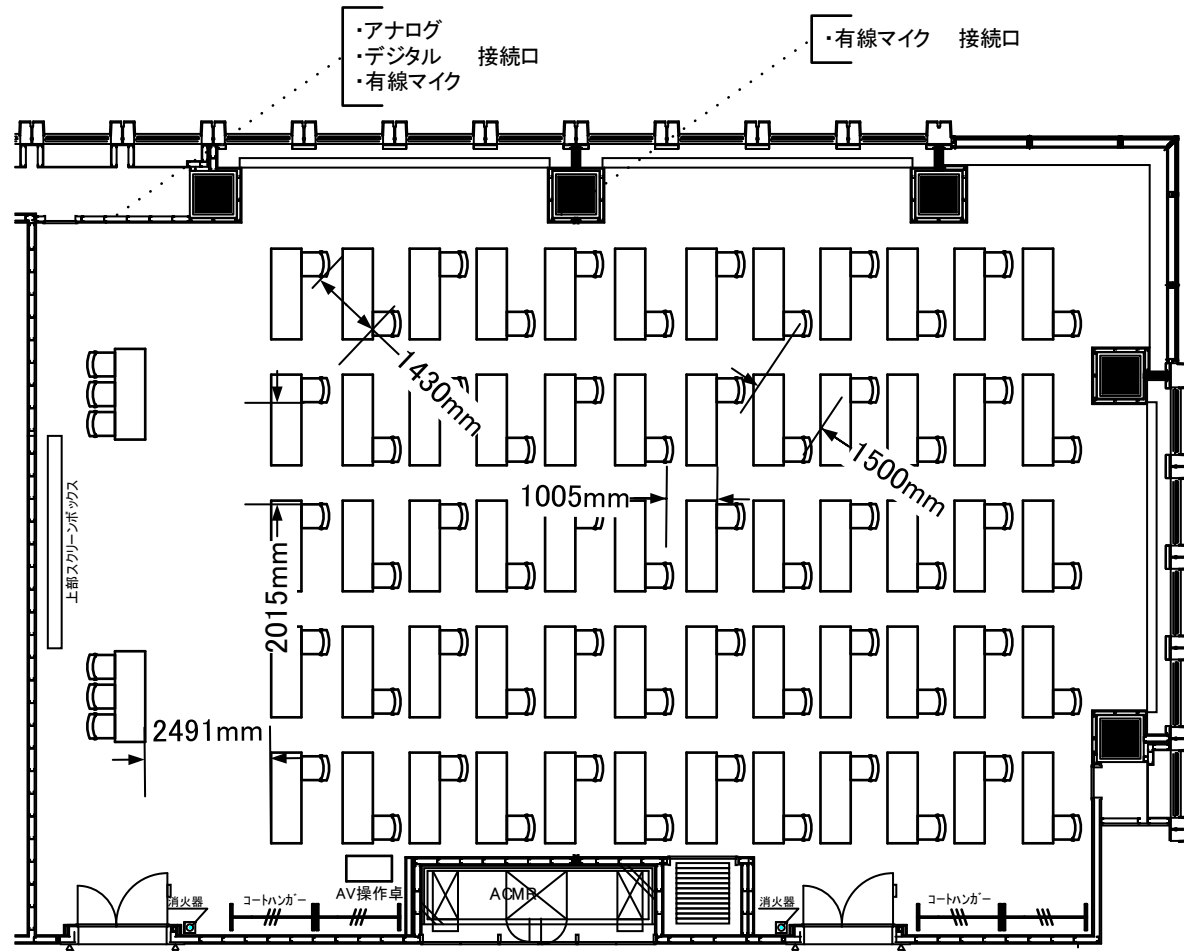 ・アナログ
・デジタル 接続口
・有線マイク
・有線マイク 接続口
1430mm
1500mm
1005mm
2015mm
上部スクリーンボックス
2491mm
AV操作卓
ACMR
消火器
コートハンガー
消火器
コートハンガー